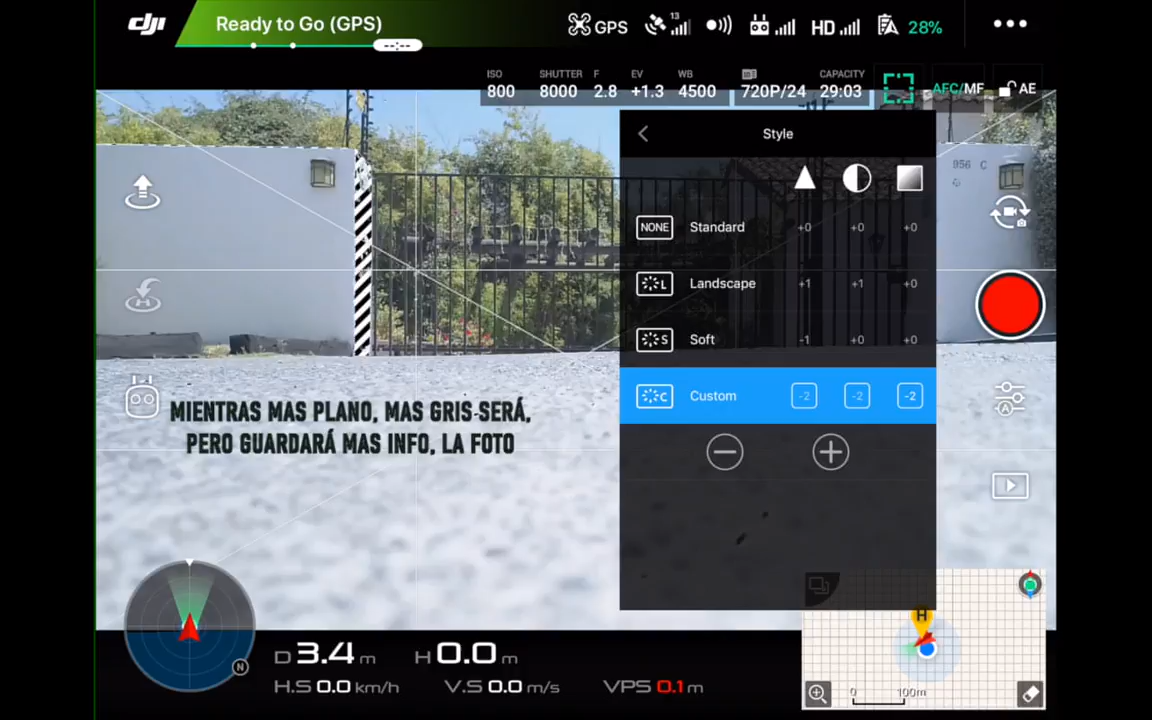 dji
Ready to Go (GPS)
GPS
13
HD
28%
ISO
800
SHUTTER
8000
F
2.8
EV
+1.3
WB
4500
720P/24
CAPACITY
29:03
AFC/MF
AE
Style
NONE Standard +0 +0 +0
L Landscape +1 +1 +0
S Soft -1 +0 +0
C Custom -2 -2 -2
956 C
A
MIENTRAS MAS PLANO, MAS GRIS SERÁ,
PERO GUARDARÁ MAS INFO, LA FOTO
N
D 3.4 m
H 0.0 m
H.S 0.0 km/h
V.S 0.0 m/s
VPS 0.1 m
H
0 100m